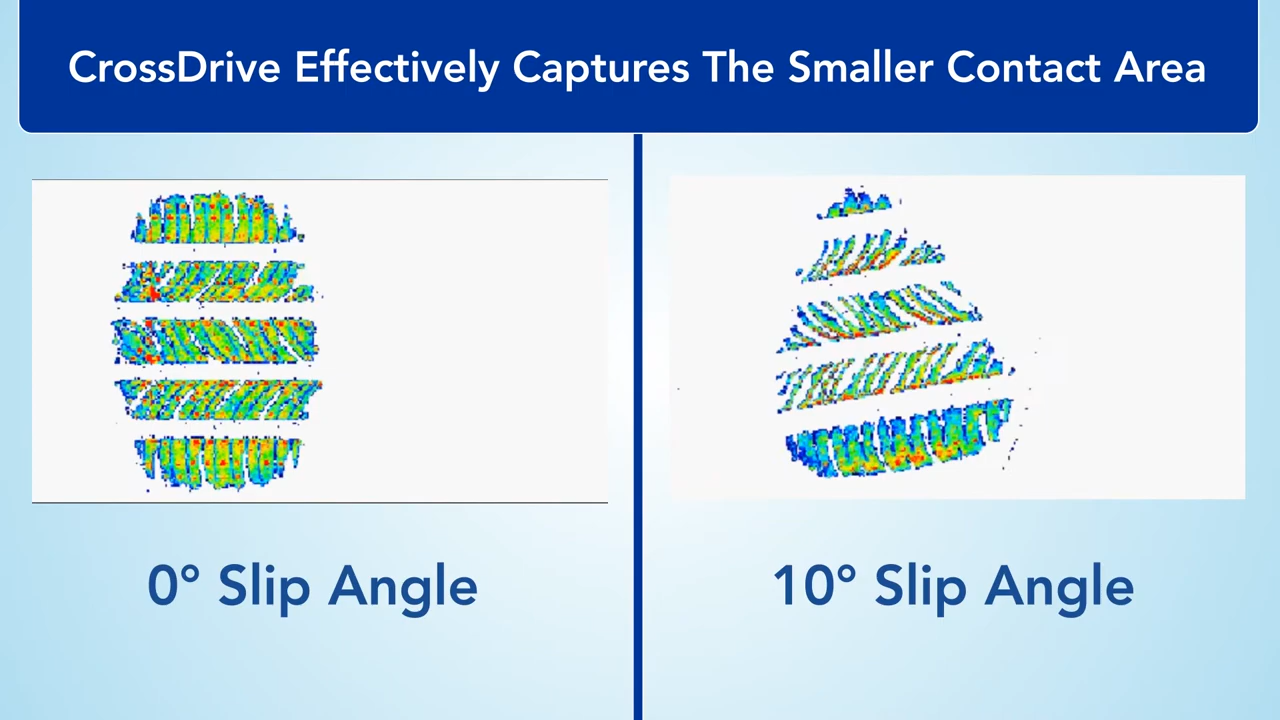 CrossDrive Effectively Captures The Smaller Contact Area
0° Slip Angle
10° Slip Angle